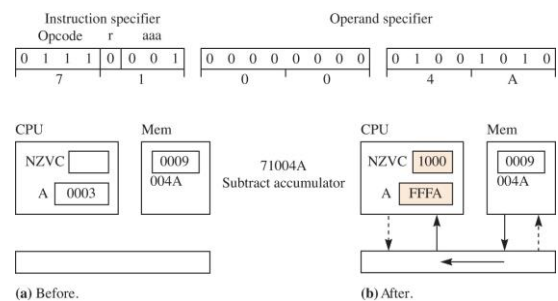 Instruction specifier
Operand specifier
Opcode r aaa
0 1 1 1 0 0 0 1
0 0 0 0 0 0 0 0
0 1 0 0 1 0 1 0
7 1
0 0
4 A
CPU Mem
NZVC
0009
004A
A 0003
71004A
Subtract accumulator
CPU Mem
NZVC 1000
0009
004A
A FFFA
(a) Before.
(b) After.